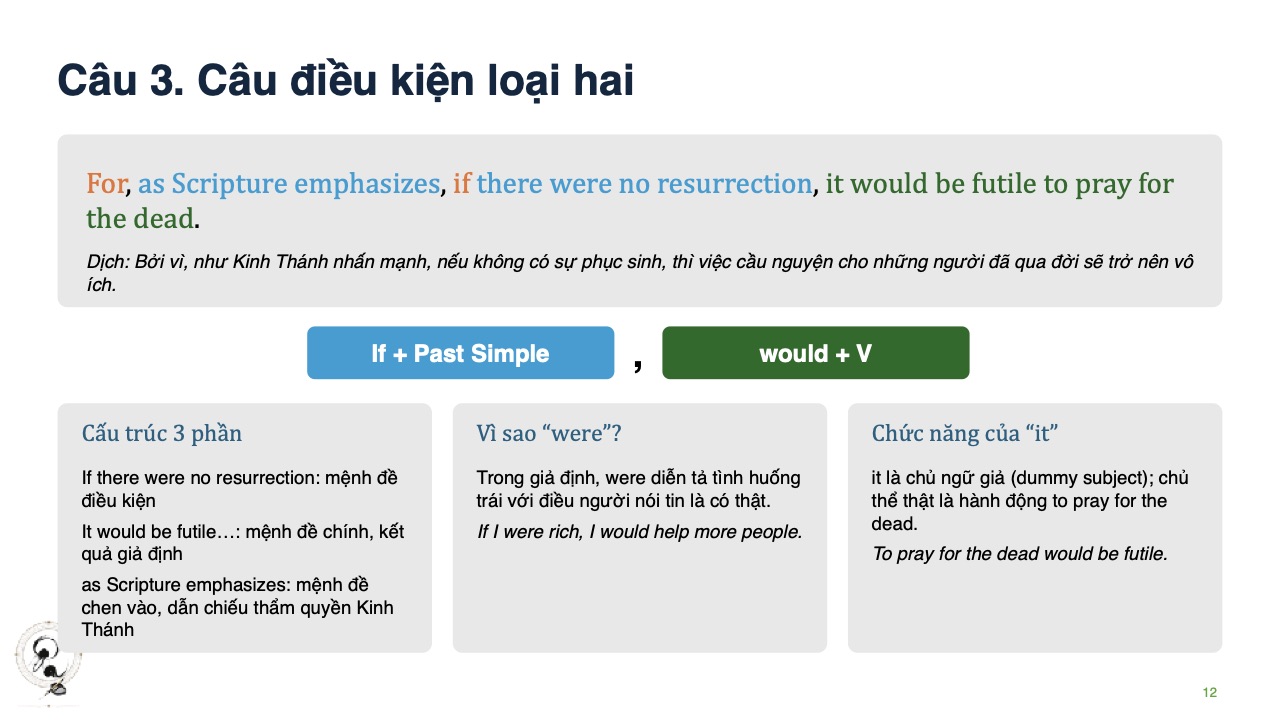 Câu 3. Câu điều kiện loại hai
For, as Scripture emphasizes, if there were no resurrection, it would be futile to pray for
the dead.
Dịch: Bởi vì, như Kinh Thánh nhấn mạnh, nếu không có sự phục sinh, thì việc cầu nguyện cho những người đã qua đời sẽ trở nên vô
ích.
If + Past Simple , would + V
Cấu trúc 3 phần
If there were no resurrection: mệnh đề
điều kiện
It would be futile…: mệnh đề chính, kết
quả giả định
as Scripture emphasizes: mệnh đề
chen vào, dẫn chiếu thẩm quyền Kinh
Thánh
Vì sao “were”?
Trong giả định, were diễn tả tình huống
trái với điều người nói tin là có thật.
If I were rich, I would help more people.
Chức năng của “it”
it là chủ ngữ giả (dummy subject); chủ
thể thật là hành động to pray for the
dead.
To pray for the dead would be futile.
12